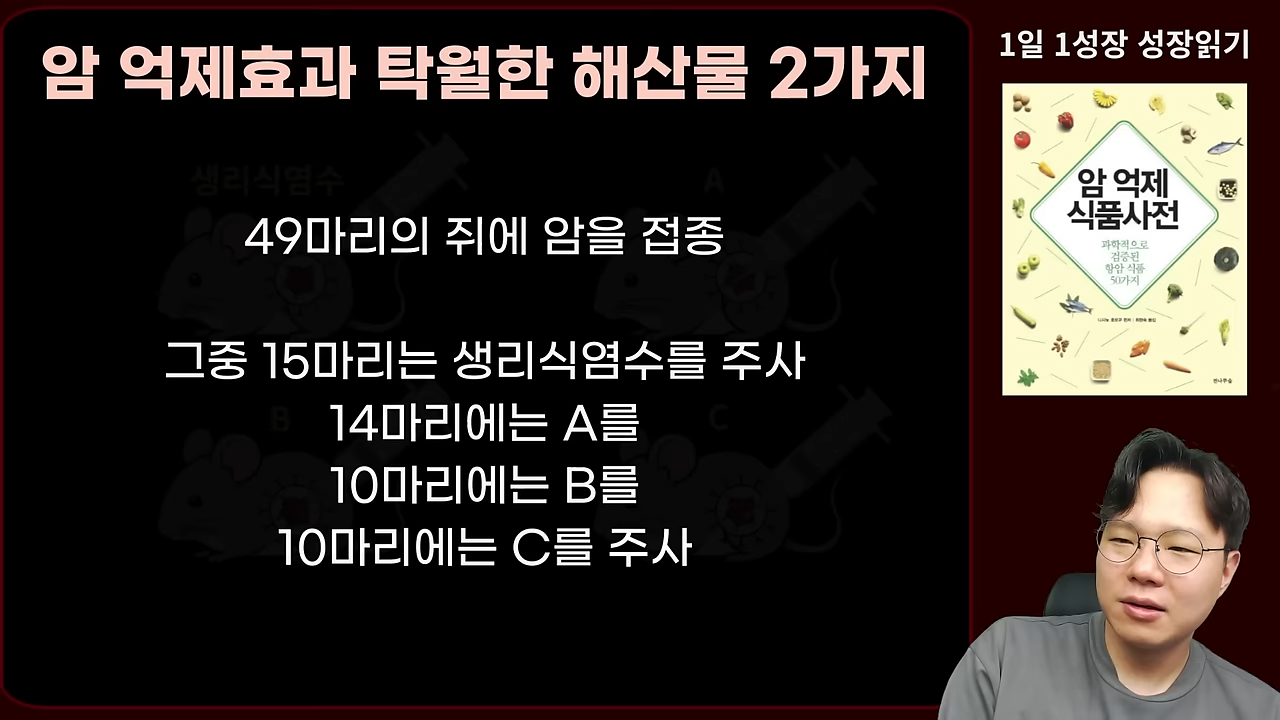 암 억제효과 탁월한 해산물 2가지
1일 1성장 성장읽기
생리식염수
A
49마리의 쥐에 암을 접종
그중 15마리는 생리식염수를 주사
B
C
14마리에는 A를
10마리에는 B를
10마리에는 C를 주사
암 억제
식품사전
과학적으로
검증된
항암 식품
50가지
전나무숲